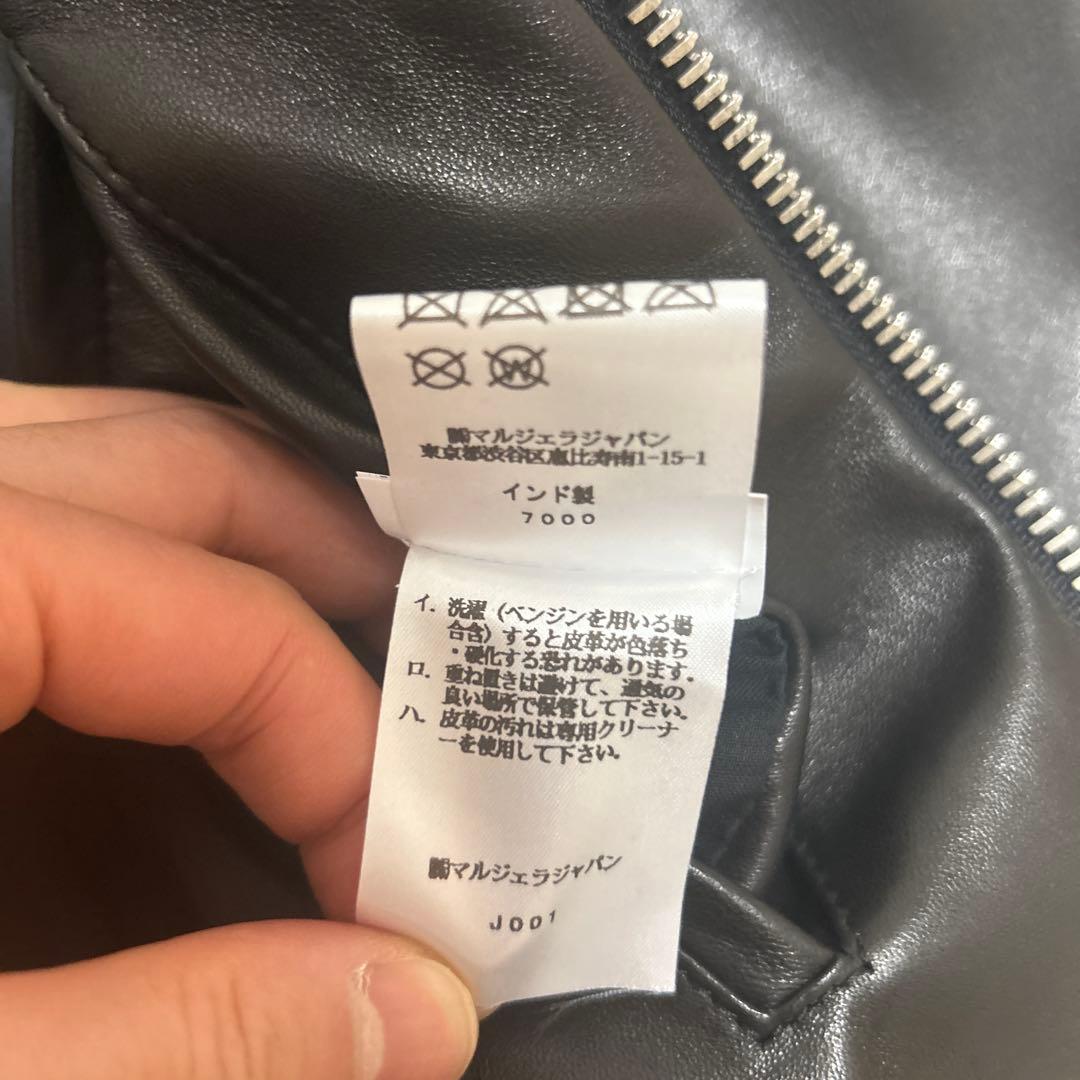 ㈱マルジェラジャパン
東京都渋谷区恵比寿南1-15-1
インド製
7000
イ. 洗濯 (ベンジンを用いる場
合含) すると皮革が色落ち
・硬化する恐れがあります.
ロ. 重ね置きは避けて、通気の
良い場所で保管して下さい.
ハ. 皮革の汚れは専用クリーナ
ーを使用して下さい.
㈱マルジェラジャパン
J001